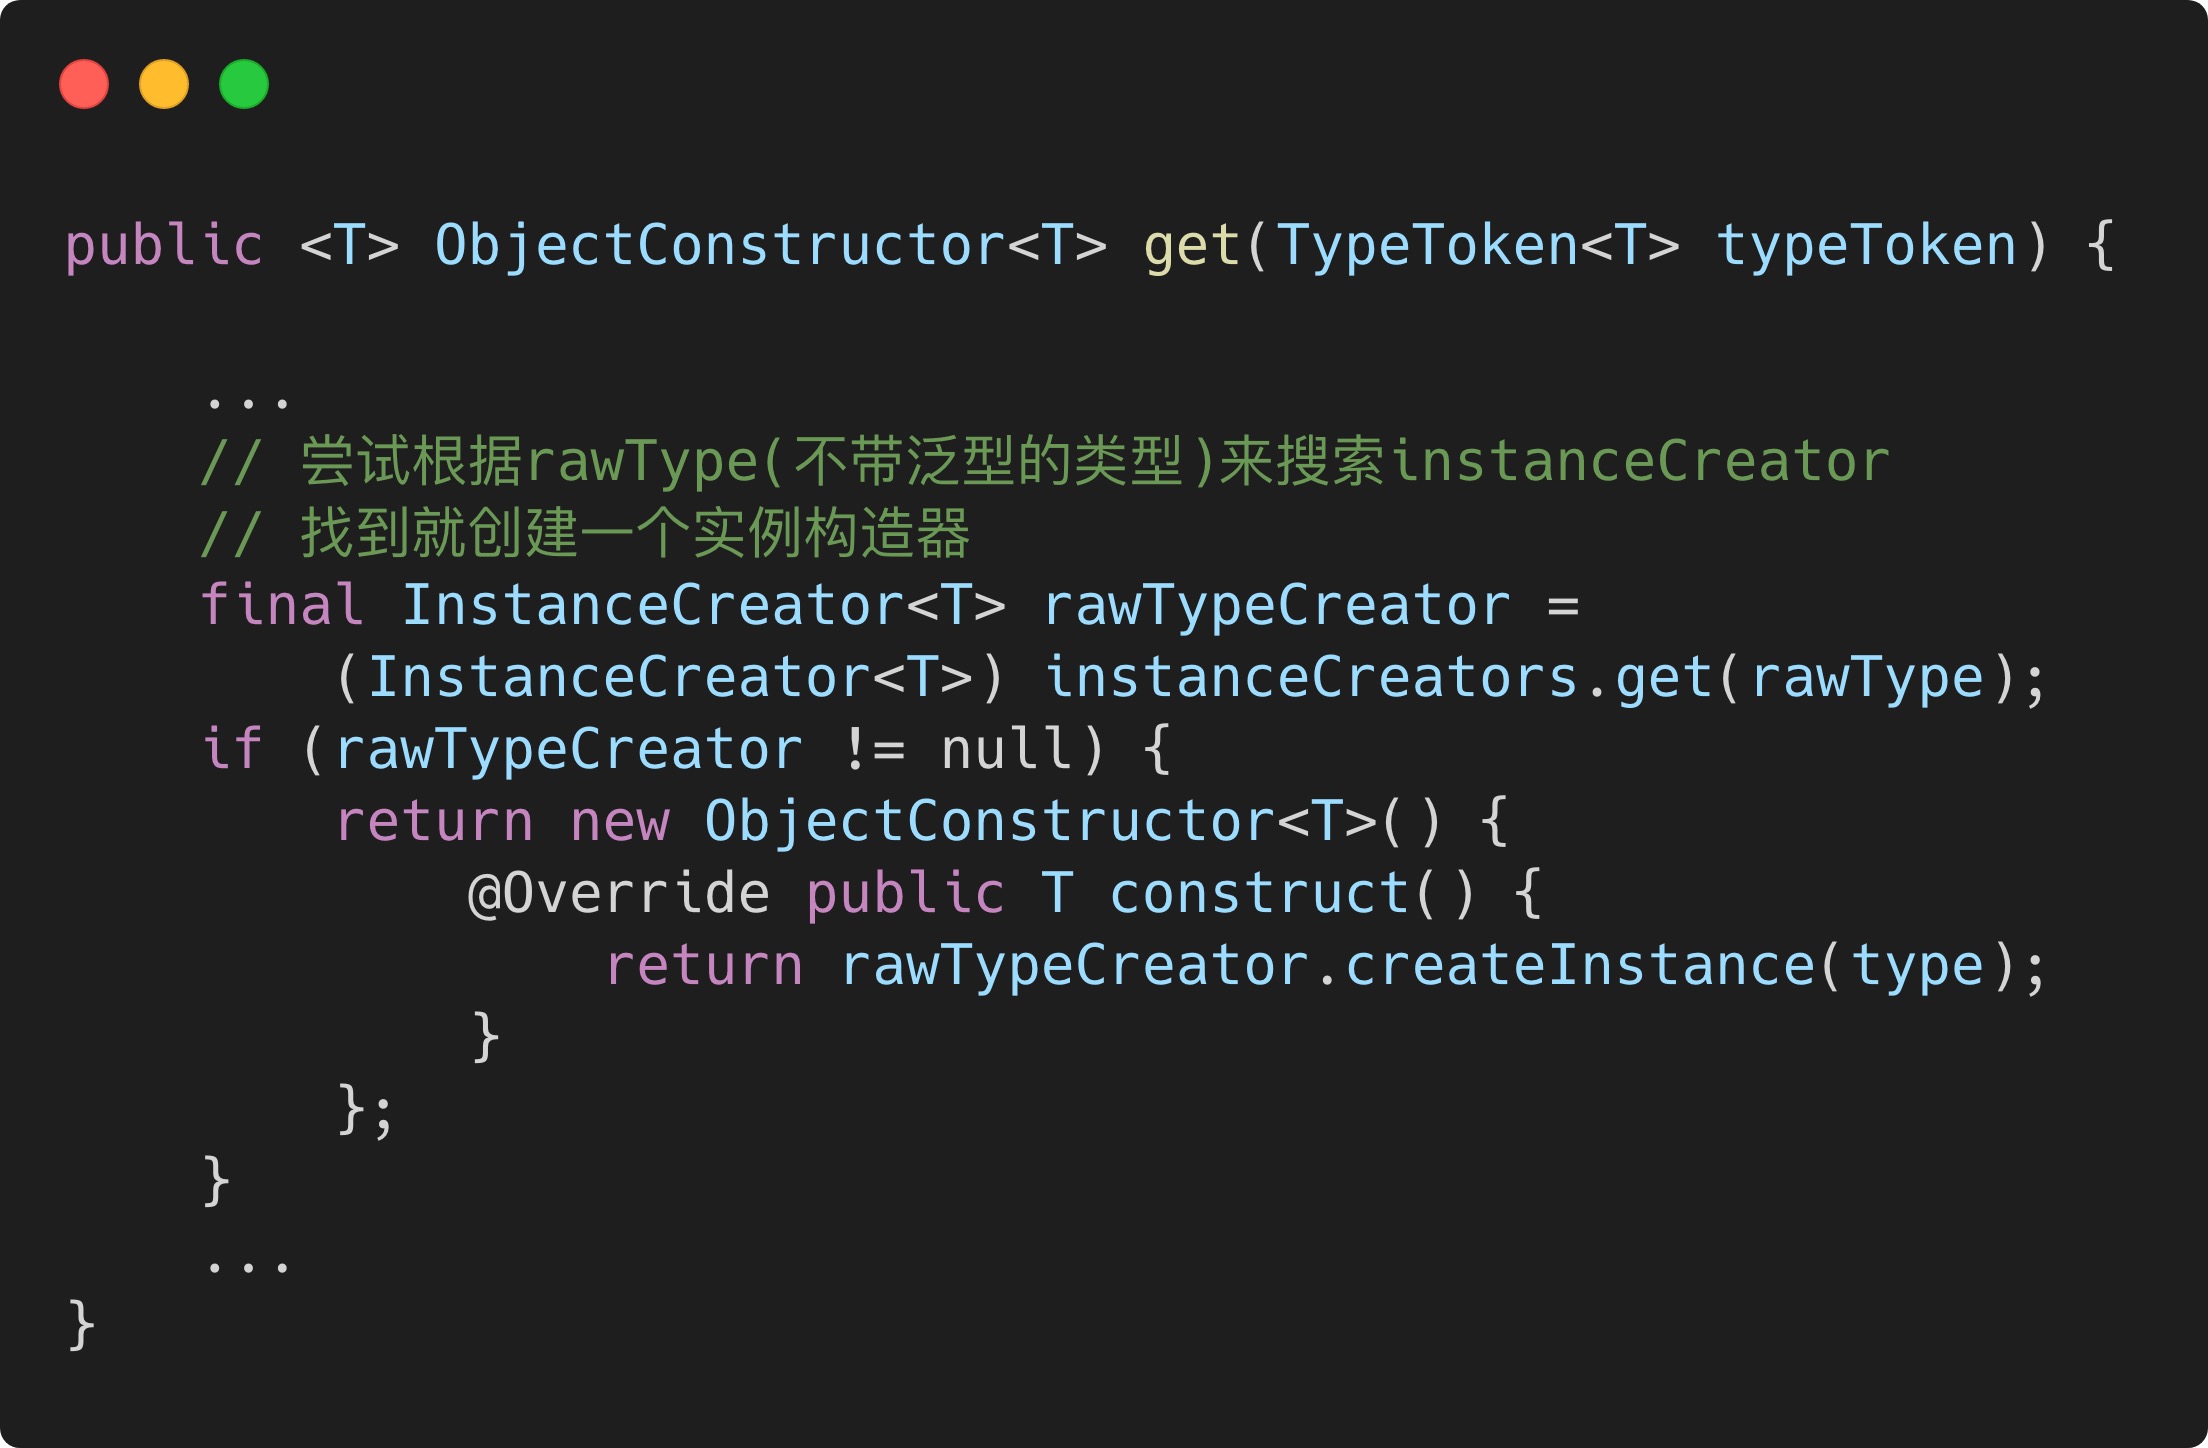 public <T> ObjectConstructor<T> get(TypeToken<T> typeToken) {
...
// 尝试根据rawType(不带泛型的类型)来搜索instanceCreator
// 找到就创建一个实例构造器
final InstanceCreator<T> rawTypeCreator =
(InstanceCreator<T>) instanceCreators.get(rawType);
if (rawTypeCreator != null) {
return new ObjectConstructor<T>() {
@Override public T construct() {
return rawTypeCreator.createInstance(type);
}
};
}
...
}